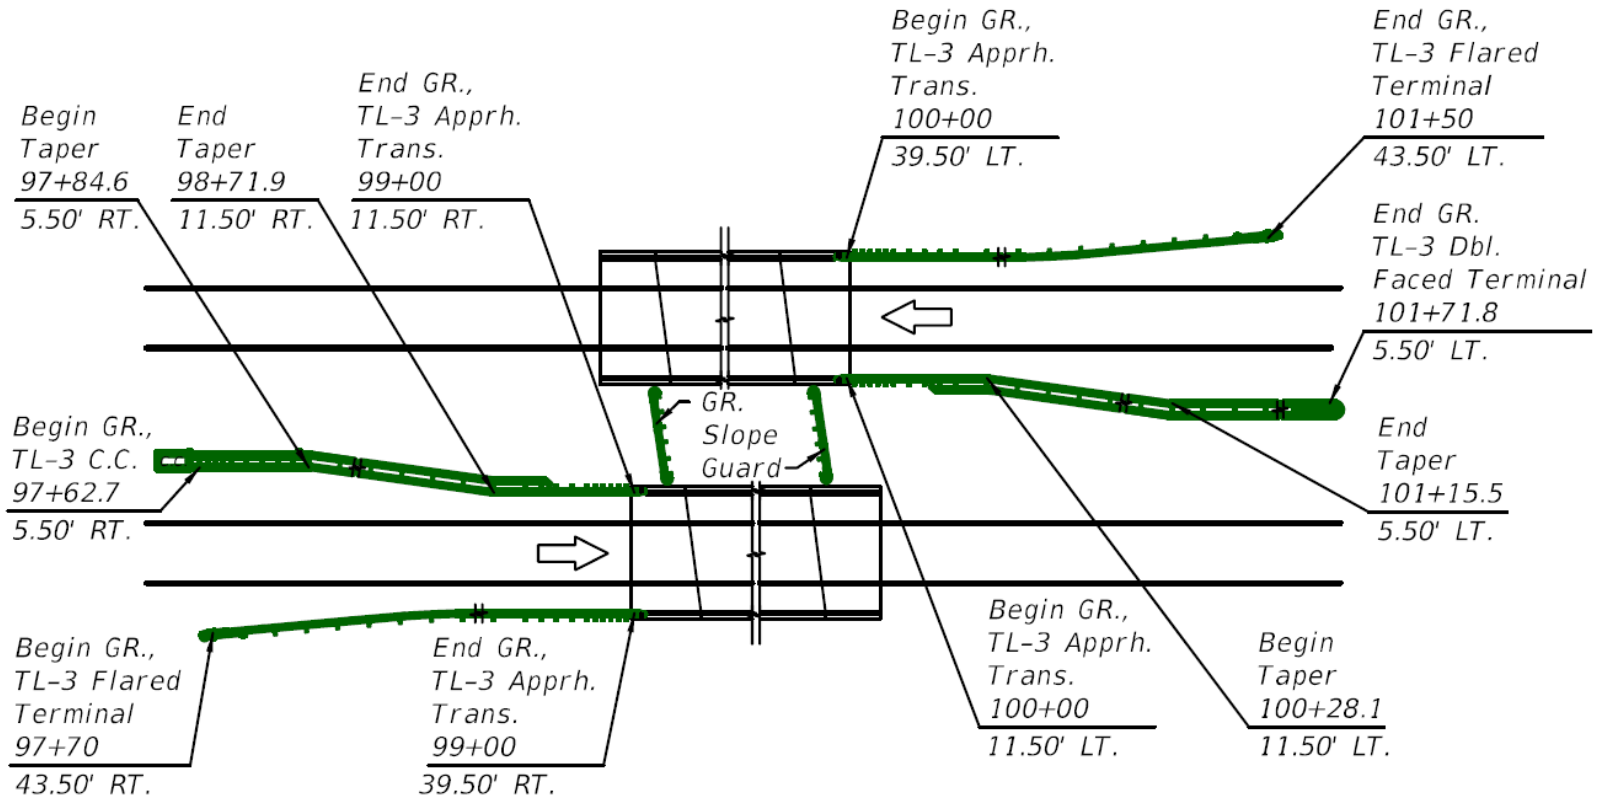 Begin GR.,
TL-3 Apprh.
Trans.
100+00
39.50' LT.
End GR.,
TL-3 Flared
Terminal
101+50
43.50' LT.
End GR.,
TL-3 Apprh.
Trans.
99+00
11.50' RT.
Begin
Taper
97+84.6
5.50' RT.
End
Taper
98+71.9
11.50' RT.
End GR.
TL-3 Dbl.
Faced Terminal
101+71.8
5.50' LT.
GR.
Slope
Guard
Begin GR.,
TL-3 C.C.
97+62.7
5.50' RT.
End
Taper
101+15.5
5.50' LT.
Begin GR.,
TL-3 Flared
Terminal
97+70
43.50' RT.
End GR.,
TL-3 Apprh.
Trans.
99+00
39.50' RT.
Begin GR.,
TL-3 Apprh.
Trans.
100+00
11.50' LT.
Begin
Taper
100+28.1
11.50' LT.